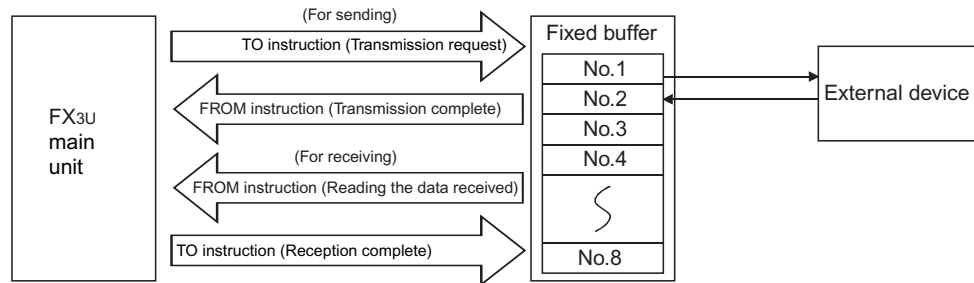 FX3U
main
unit
(For sending)
TO instruction (Transmission request)
FROM instruction (Transmission complete)
(For receiving)
FROM instruction (Reading the data received)
TO instruction (Reception complete)
Fixed buffer
No.1
No.2
No.3
No.4
No.8
External device